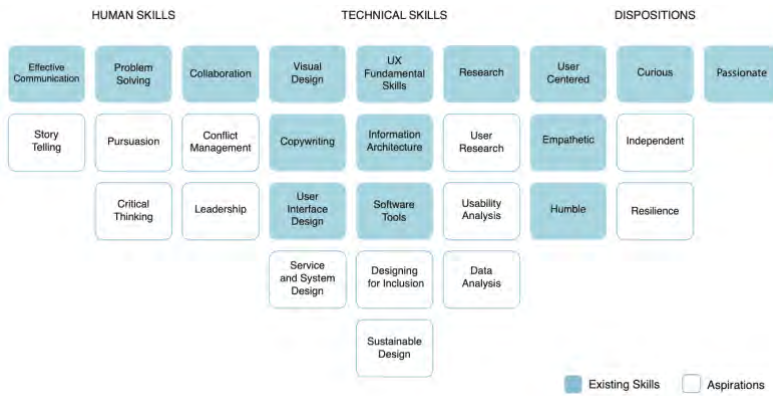 HUMAN SKILLS
TECHNICAL SKILLS
DISPOSITIONS
Effective
Communication
Problem
Solving
Collaboration
Visual
Design
UX
Fundamental
Skills
Research
User
Centered
Curious
Passionate
Story
Telling
Pursuasion
Conflict
Management
Copywriting
Information
Architecture
User
Research
Empathetic
Independent
Critical
Thinking
Leadership
User
Interface
Design
Software
Tools
Usability
Analysis
Humble
Resilience
Service
and System
Design
Designing
for Inclusion
Data
Analysis
Sustainable
Design
Existing Skills
Aspirations